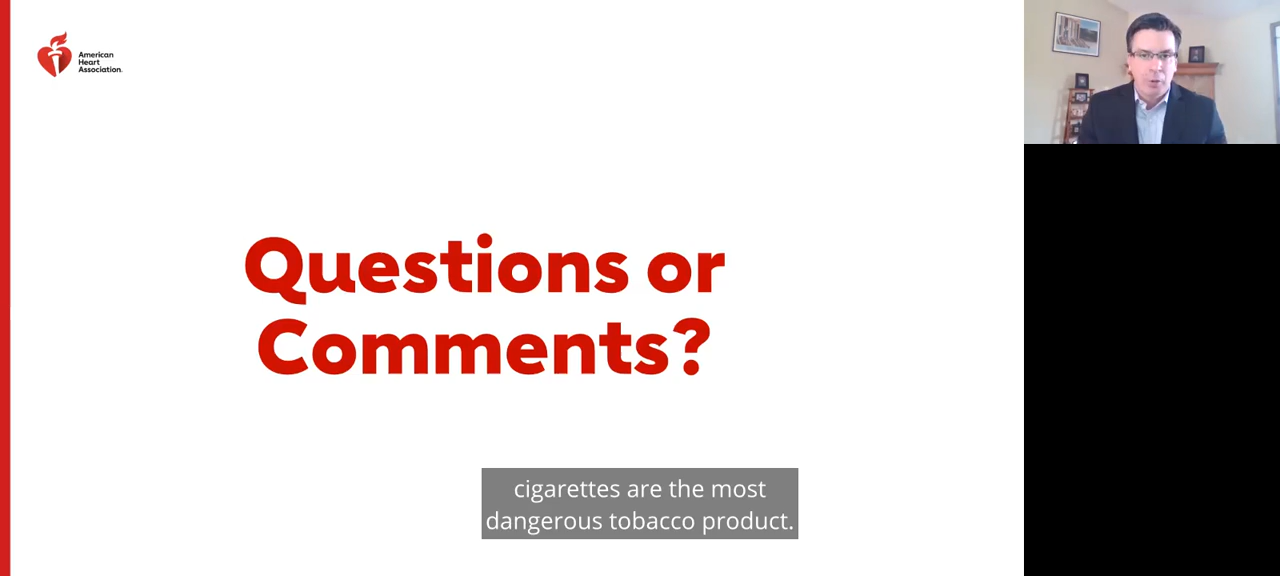 American
Heart
Association.
Questions or
Comments?
cigarettes are the most
dangerous tobacco product.